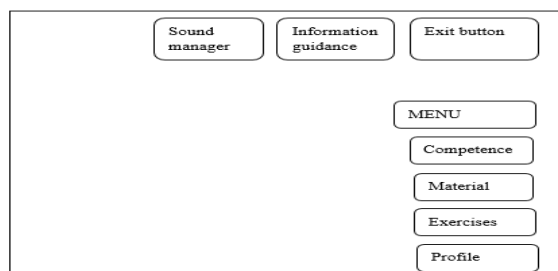 Sound
manager
Information
guidance
Exit button
MENU
Competence
Material
Exercises
Profile